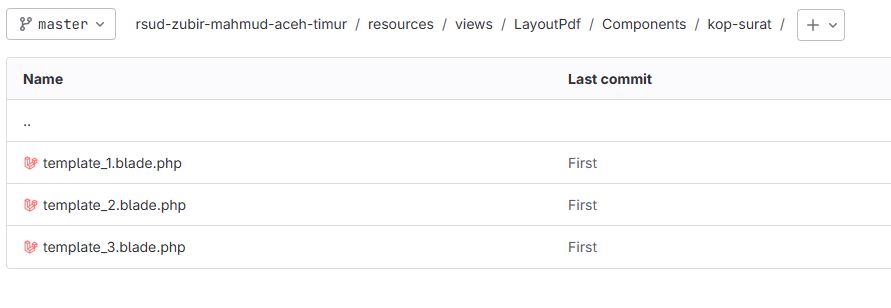 master rsud-zubir-mahmud-aceh-timur / resources / views / LayoutPdf / Components / kop-surat /
Name Last commit
..
template_1.blade.php First
template_2.blade.php First
template_3.blade.php First